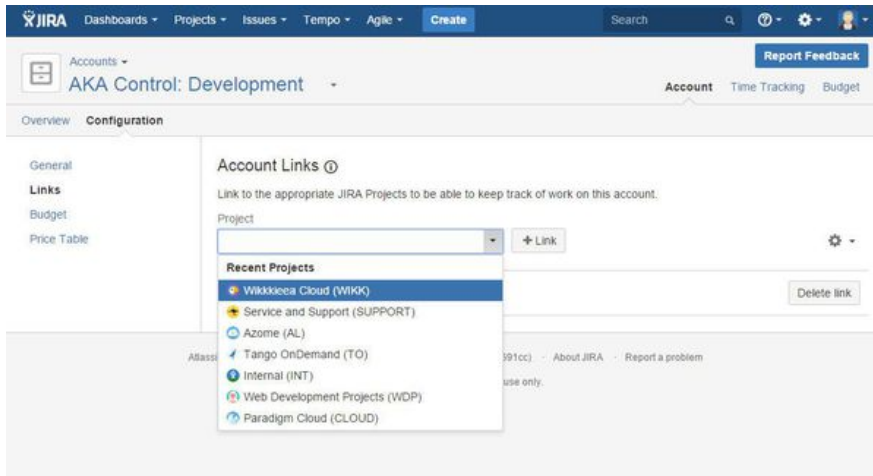 JIRA Dashboards Projects Issues Tempo Agile Create Search
Report Feedback
Accounts
AKA Control: Development
Account Time Tracking Budget
Overview Configuration
General
Links
Budget
Price Table
Account Links
Link to the appropriate JIRA Projects to be able to keep track of work on this account.
Project
+ Link
Recent Projects
Wikkkieea Cloud (WIKK)
Delete link
Service and Support (SUPPORT)
Azome (AL)
Tango OnDemand (TO)
Internal (INT)
Web Development Projects (WDP)
Paradigm Cloud (CLOUD)
About JIRA · Report a problem
use only.